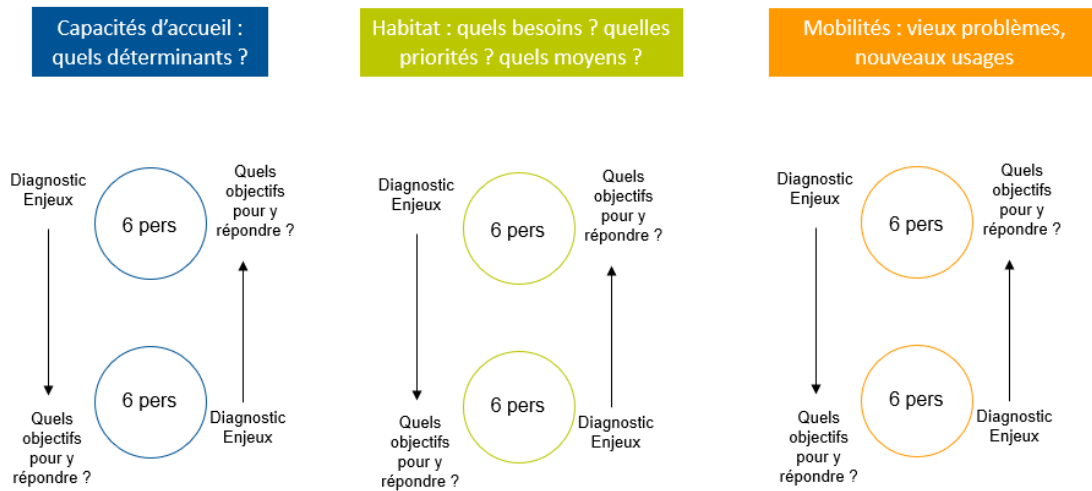 Capacités d’accueil :
quels déterminants ?
Diagnostic
Enjeux
6 pers
Quels
objectifs
pour y
répondre ?
6 pers
Quels
objectifs
pour y
répondre ?
Diagnostic
Enjeux
Habitat : quels besoins ? quelles
priorités ? quels moyens ?
Diagnostic
Enjeux
6 pers
Quels
objectifs
pour y
répondre ?
6 pers
Quels
objectifs
pour y
répondre ?
Diagnostic
Enjeux
Mobilités : vieux problèmes,
nouveaux usages
Diagnostic
Enjeux
6 pers
Quels
objectifs
pour y
répondre ?
6 pers
Quels
objectifs
pour y
répondre ?
Diagnostic
Enjeux